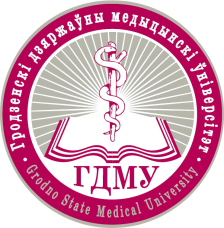 Гродзенскі дзяржаўны медыцынскі ўніверсітэт
ГДМУ
Grodno State Medical University